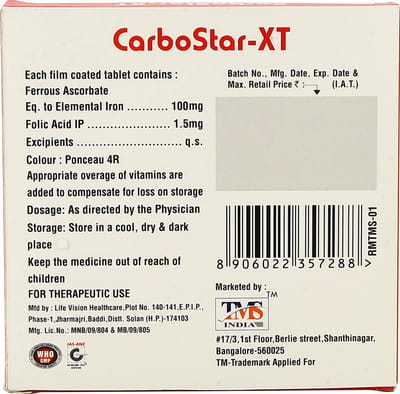 CarboStar-XT
Each film coated tablet contains :
Ferrous Ascorbate
Eq. to Elemental Iron ................. 100mg
Folic Acid IP ........................... 1.5mg
Excipients ............................... q.s.
Colour : Ponceau 4R
Appropriate overage of vitamins are
added to compensate for loss on storage
Dosage: As directed by the Physician
Storage: Store in a cool, dry & dark
place
Keep the medicine out of reach of
children
FOR THERAPEUTIC USE
Mfd by : Life Vision Healthcare,Plot No. 140-141,E.P.I.P.,
Phase-1,Jharmajri,Baddi,Distt. Solan (H.P.)-174103
Mfg. Lic.No.: MNB/09/804 & MB/09/805
WHO
GMP
JAS-ANZ
Batch No., Mfg. Date, Exp. Date &
Max. Retail Price ₹ : (I.A.T.)
8 906022 357288 >
RMTMS-01
Marketed by : TM
TMS
INDIA
#17/3,1st Floor,Berlie street,Shanthinagar,
Bangalore-560025
TM-Trademark Applied For